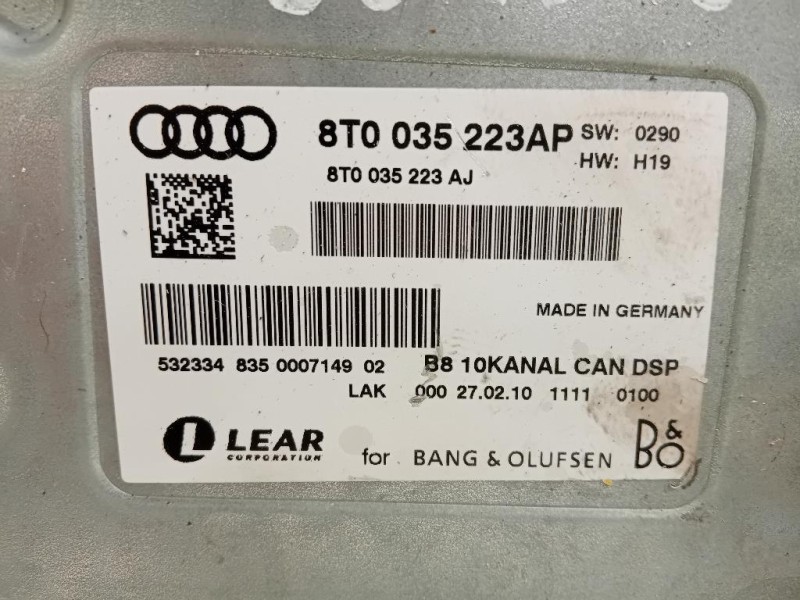 8T0 035 223AP SW: 0290
8T0 035 223 AJ HW: H19
MADE IN GERMANY
532334 835 0007149 02 B8 10KANAL CAN DSP
LAK 000 27.02.10 1111 0100
L LEAR
CORPORATION
for BANG & OLUFSEN B&O